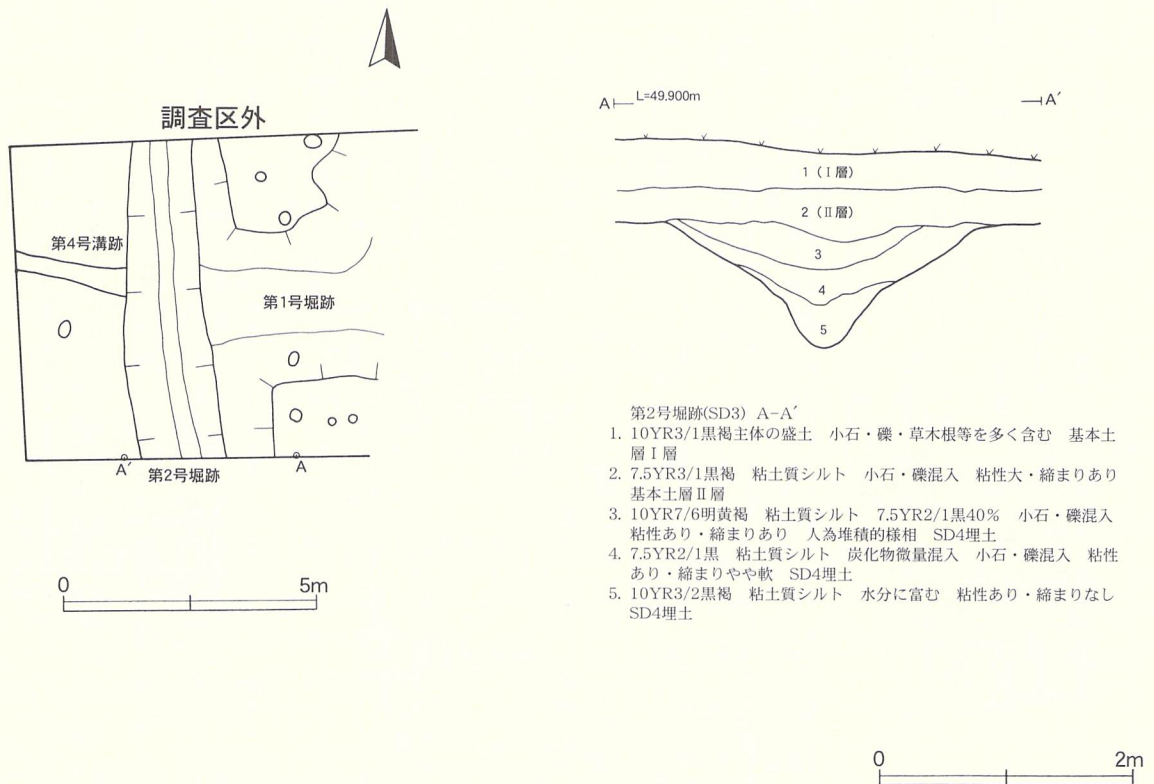 調査区外
第4号溝跡
第1号堀跡
A′
第2号堀跡
A
0
5m
A
L=49.900m
A′
1（Ⅰ層）
2（Ⅱ層）
3
4
5
第2号堀跡(SD3) A-A′
1. 10YR3/1黒褐主体の盛土 小石・礫・草木根等を多く含む 基本土
層Ⅰ層
2. 7.5YR3/1黒褐 粘土質シルト 小石・礫混入 粘性大・締まりあり
基本土層Ⅱ層
3. 10YR7/6明黄褐 粘土質シルト 7.5YR2/1黒40％ 小石・礫混入
粘性あり・締まりあり 人為堆積的様相 SD4埋土
4. 7.5YR2/1黒 粘土質シルト 炭化物微量混入 小石・礫混入 粘性
あり・締まりやや軟 SD4埋土
5. 10YR3/2黒褐 粘土質シルト 水分に富む 粘性あり・締まりなし
SD4埋土
0
2m